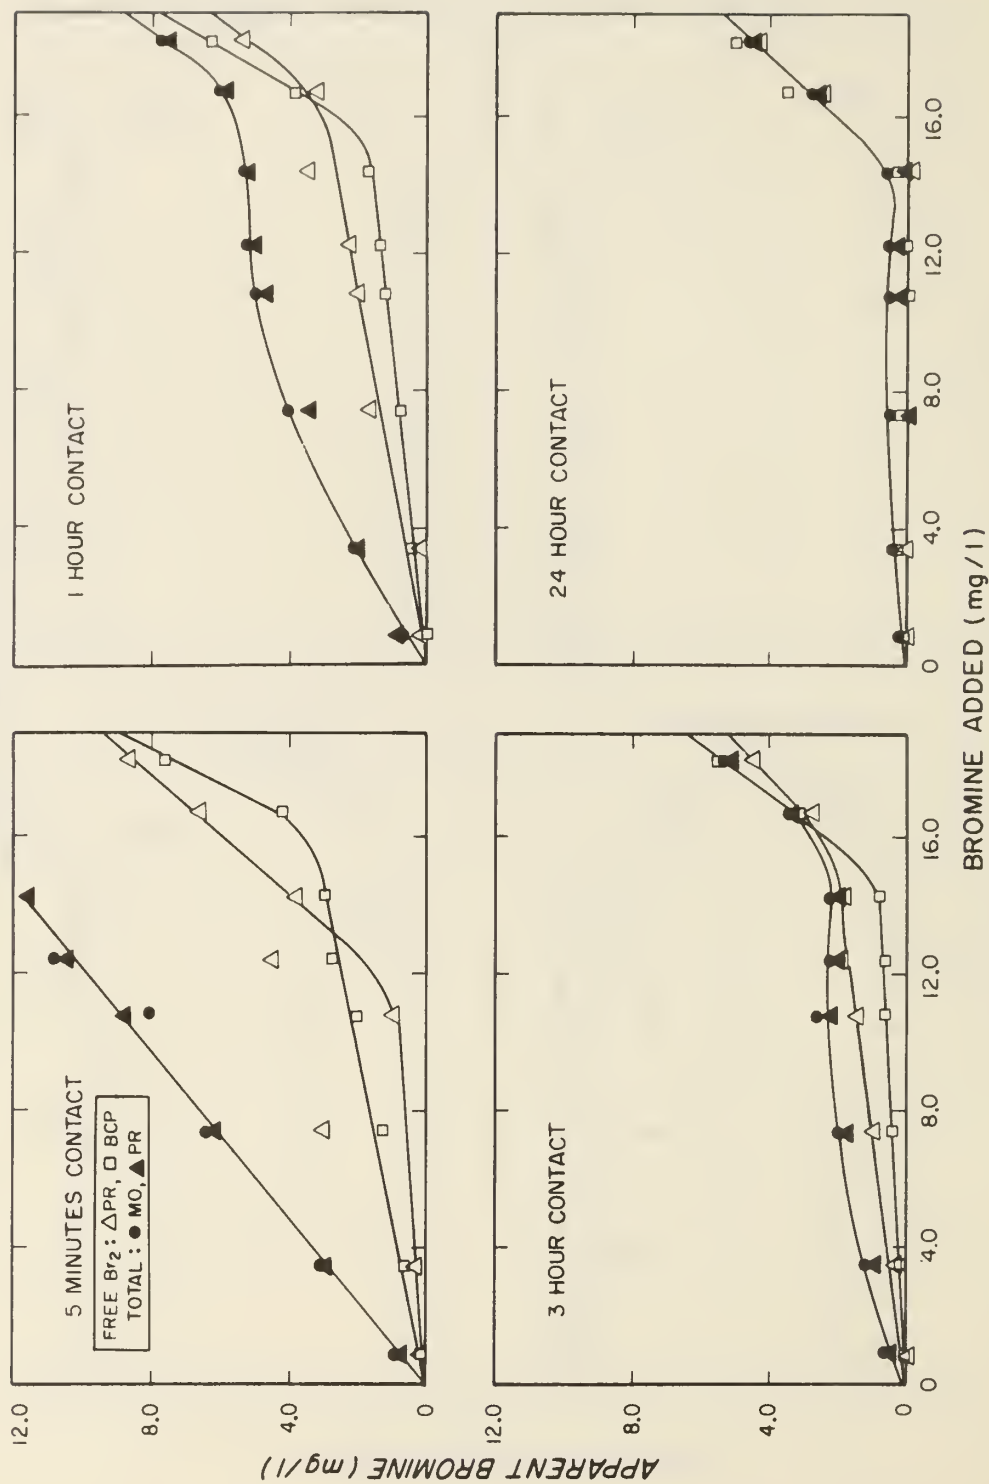 5 MINUTES CONTACT
FREE Br2 : △PR, □ BCP
TOTAL : ● MO, ▲ PR
12.0
8.0
4.0
0
1 HOUR CONTACT
3 HOUR CONTACT
12.0
8.0
4.0
0
0
4.0
8.0
12.0
16.0
24 HOUR CONTACT
0
4.0
8.0
12.0
16.0
APPARENT BROMINE (mg/l)
BROMINE ADDED (mg/l)